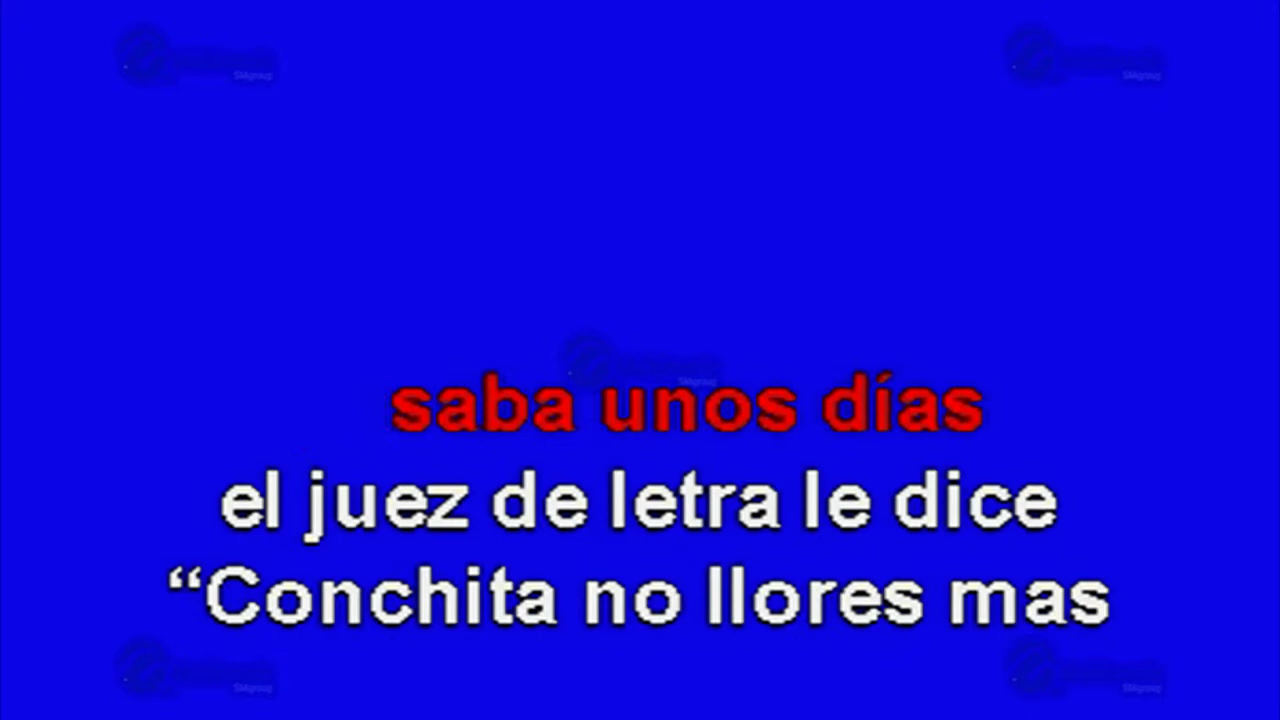 saba unos días
el juez de letra le dice
“Conchita no llores mas